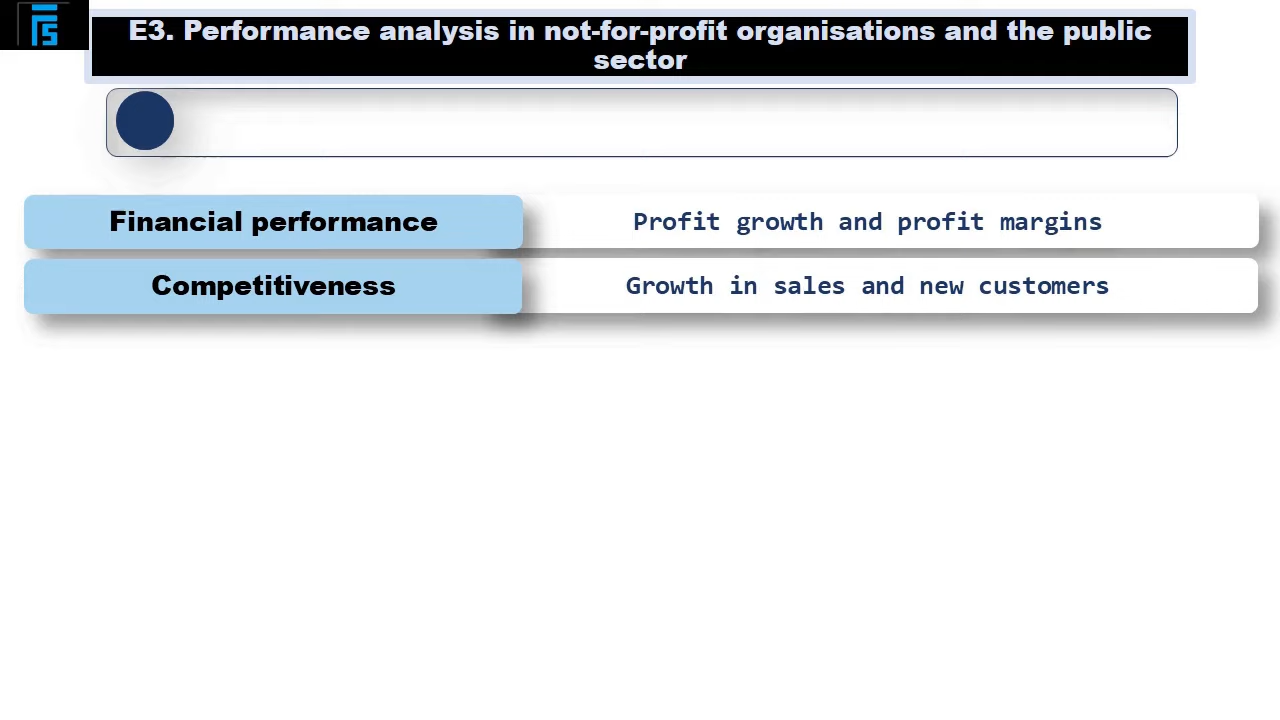 E3. Performance analysis in not-for-profit organisations and the public
sector
Financial performance
Profit growth and profit margins
Competitiveness
Growth in sales and new customers